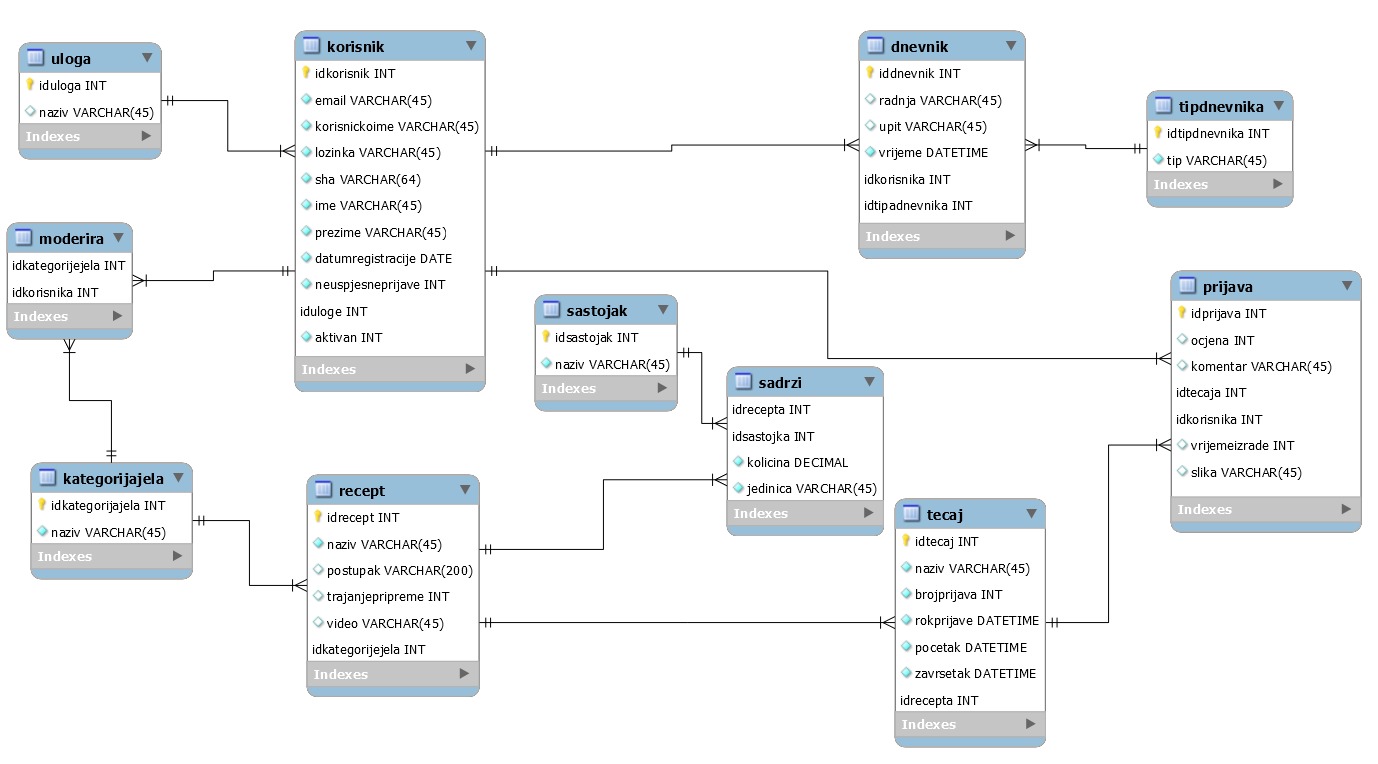 uloga
iduloga INT
naziv VARCHAR(45)
Indexes
korisnik
idkorisnik INT
email VARCHAR(45)
korisnickoime VARCHAR(45)
lozinka VARCHAR(45)
sha VARCHAR(64)
ime VARCHAR(45)
prezime VARCHAR(45)
datumregistracije DATE
neuspjesneprijave INT
iduloge INT
aktivan INT
Indexes
dnevnik
iddnevnik INT
radnja VARCHAR(45)
upit VARCHAR(45)
vrijeme DATETIME
idkorisnika INT
idtipadnevnika INT
Indexes
tipdnevnika
idtipdnevnika INT
tip VARCHAR(45)
Indexes
moderira
idkategorijejela INT
idkorisnika INT
Indexes
sastojak
idsastojak INT
naziv VARCHAR(45)
Indexes
prijava
idprijava INT
ocjena INT
komentar VARCHAR(45)
idtecaja INT
idkorisnika INT
vrijemeizrade INT
slika VARCHAR(45)
Indexes
sadrzi
idrecepta INT
idsastojka INT
kolicina DECIMAL
jedinica VARCHAR(45)
Indexes
kategorijajela
idkategorijajela INT
naziv VARCHAR(45)
Indexes
recept
idrecept INT
naziv VARCHAR(45)
postupak VARCHAR(200)
trajanjepripreme INT
video VARCHAR(45)
idkategorijejela INT
Indexes
tecaj
idtecaj INT
naziv VARCHAR(45)
brojprijava INT
rokprijave DATETIME
pocetak DATETIME
zavrsetak DATETIME
idrecepta INT
Indexes